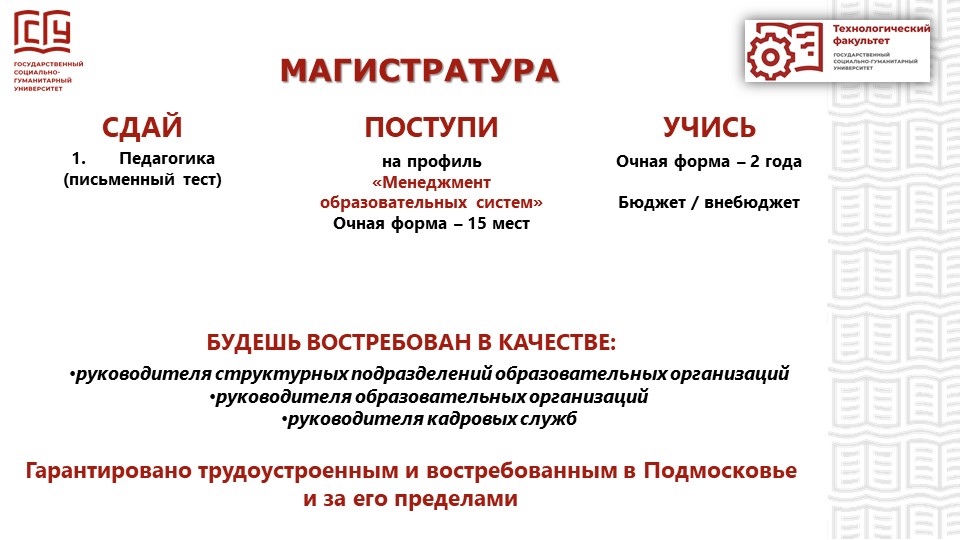 ГСГУ
ГОСУДАРСТВЕННЫЙ
СОЦИАЛЬНО-
ГУМАНИТАРНЫЙ
УНИВЕРСИТЕТ
Технологический
факультет
ГОСУДАРСТВЕННЫЙ
СОЦИАЛЬНО-ГУМАНИТАРНЫЙ
УНИВЕРСИТЕТ
МАГИСТРАТУРА
СДАЙ
1. Педагогика
(письменный тест)
ПОСТУПИ
на профиль
«Менеджмент
образовательных систем»
Очная форма – 15 мест
УЧИСЬ
Очная форма – 2 года
Бюджет / внебюджет
БУДЕШЬ ВОСТРЕБОВАН В КАЧЕСТВЕ:
•руководителя структурных подразделений образовательных организаций
•руководителя образовательных организаций
•руководителя кадровых служб
Гарантировано трудоустроенным и востребованным в Подмосковье
и за его пределами